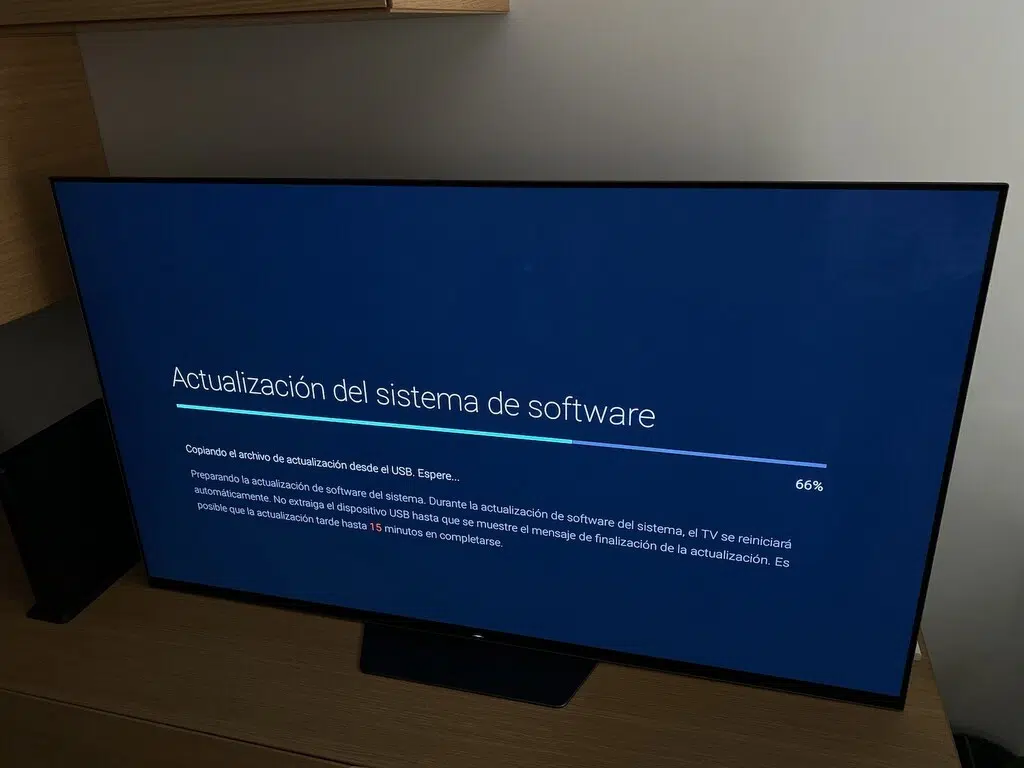 Actualización del sistema de software
Copiando el archivo de actualización desde el USB. Espere...
66%
Preparando la actualización de software del sistema. Durante la actualización de software del sistema, el TV se reiniciará
automáticamente. No extraiga el dispositivo USB hasta que se muestre el mensaje de finalización de la actualización. Es
posible que la actualización tarde hasta 15 minutos en completarse.